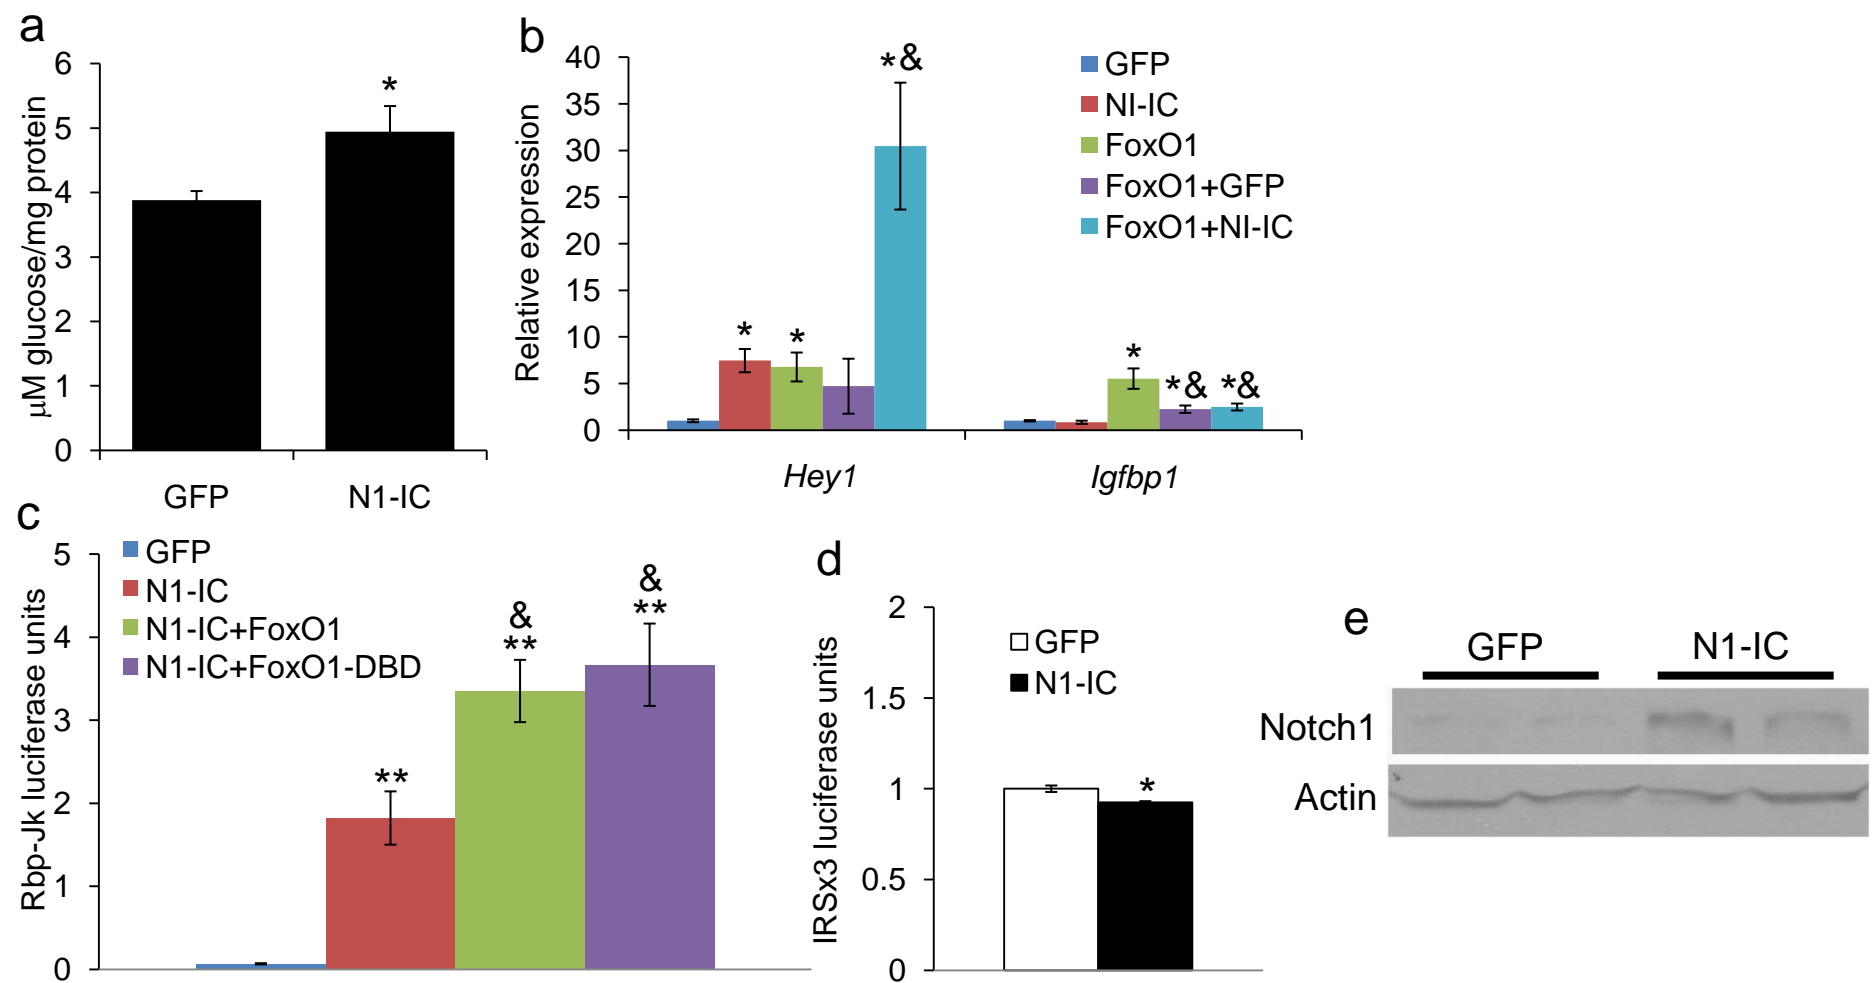 a
μM glucose/mg protein
6
5
4
3
2
1
0
*
GFP
N1-IC
b
Relative expression
40
35
30
25
20
15
10
5
0
* * *&
* *& *&
Hey1
Igfbp1
GFP
NI-IC
FoxO1
FoxO1+GFP
FoxO1+NI-IC
c
Rbp-Jk luciferase units
5
4
3
2
1
0
GFP
N1-IC
N1-IC+FoxO1
N1-IC+FoxO1-DBD
**
&
**
&
**
d
IRSx3 luciferase units
2
1.5
1
0.5
0
GFP
N1-IC
*
e
GFP
N1-IC
Notch1
Actin